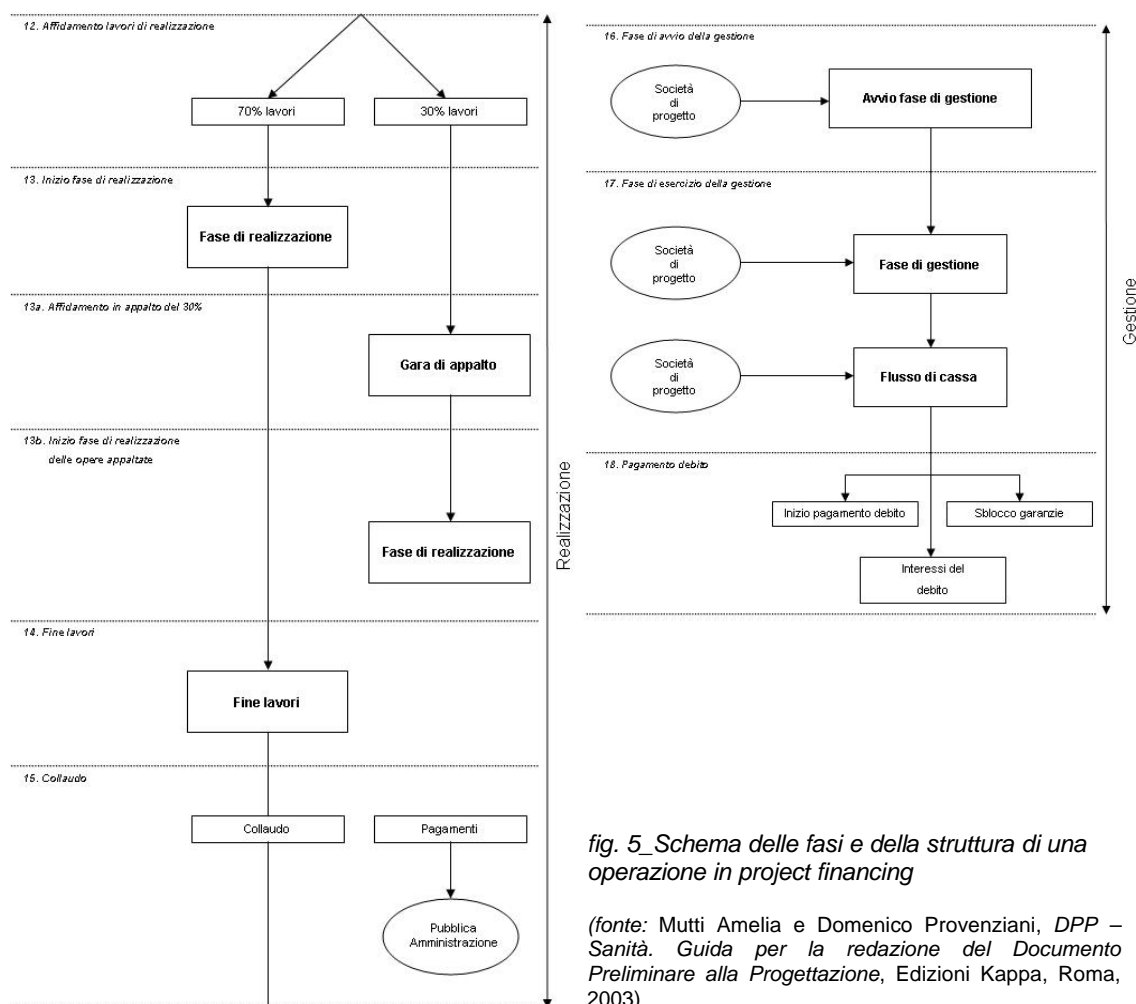 12. Affidamento lavori di realizzazione
70% lavori
30% lavori
13. Inizio fase di realizzazione
Fase di realizzazione
13a. Affidamento in appalto del 30%
Gara di appalto
13b. Inizio fase di realizzazione
delle opere appaltate
Fase di realizzazione
14. Fine lavori
Fine lavori
15. Collaudo
Collaudo
Pagamenti
Pubblica
Amministrazione
Realizzazione
16. Fase di avvio della gestione
Società
di
progetto
Avvio fase di gestione
17. Fase di esercizio della gestione
Società
di
progetto
Fase di gestione
Società
di
progetto
Flusso di cassa
18. Pagamento debito
Inizio pagamento debito
Sblocco garanzie
Interessi del
debito
Gestione
fig. 5_Schema delle fasi e della struttura di una
operazione in project financing
(fonte: Mutti Amelia e Domenico Provenziani, DPP –
Sanità. Guida per la redazione del Documento
Preliminare alla Progettazione, Edizioni Kappa, Roma,
2003)